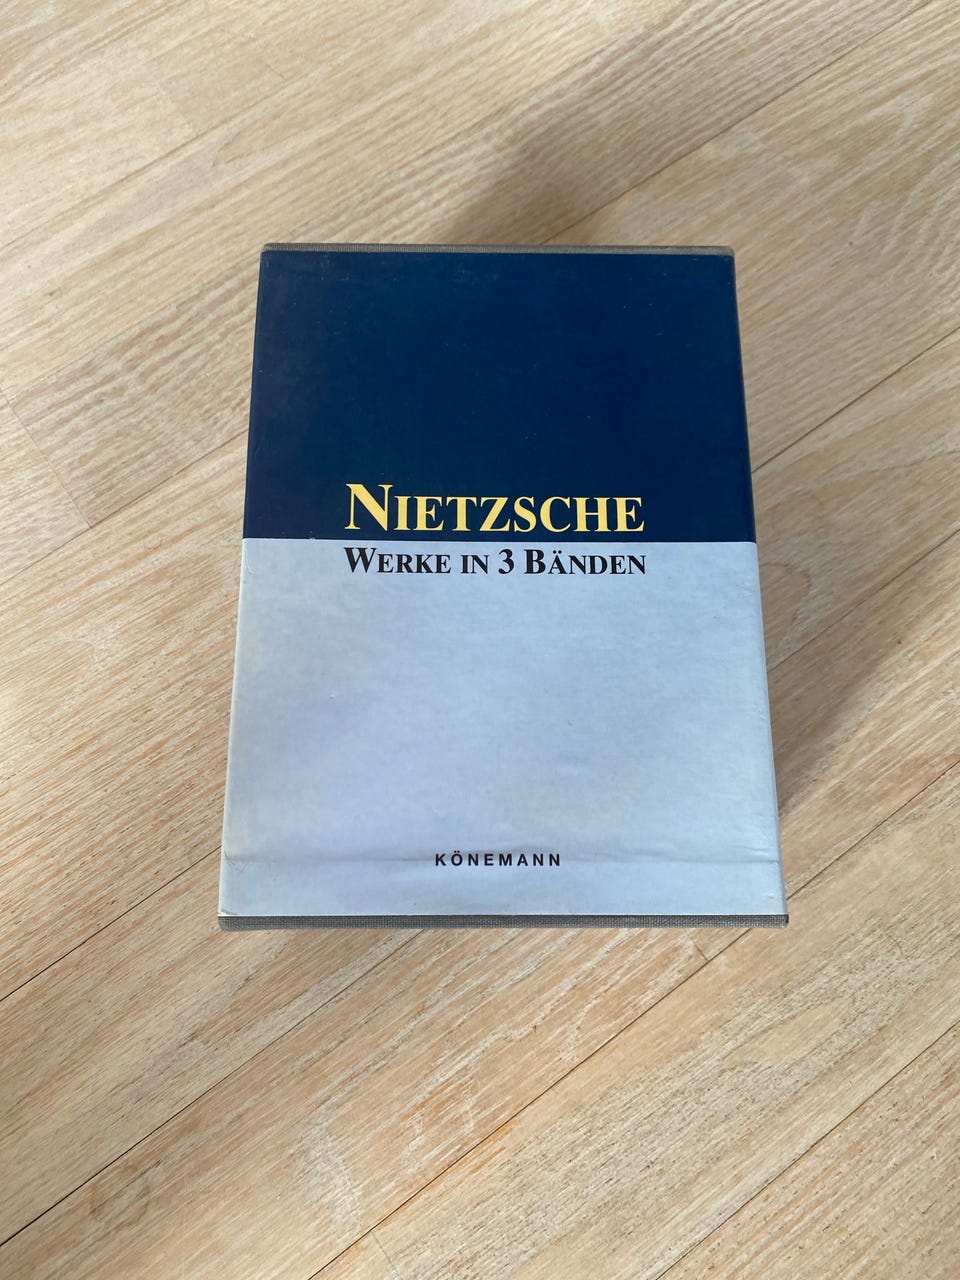 NIETZSCHE
WERKE IN 3 BÄNDEN
KÖNEMANN